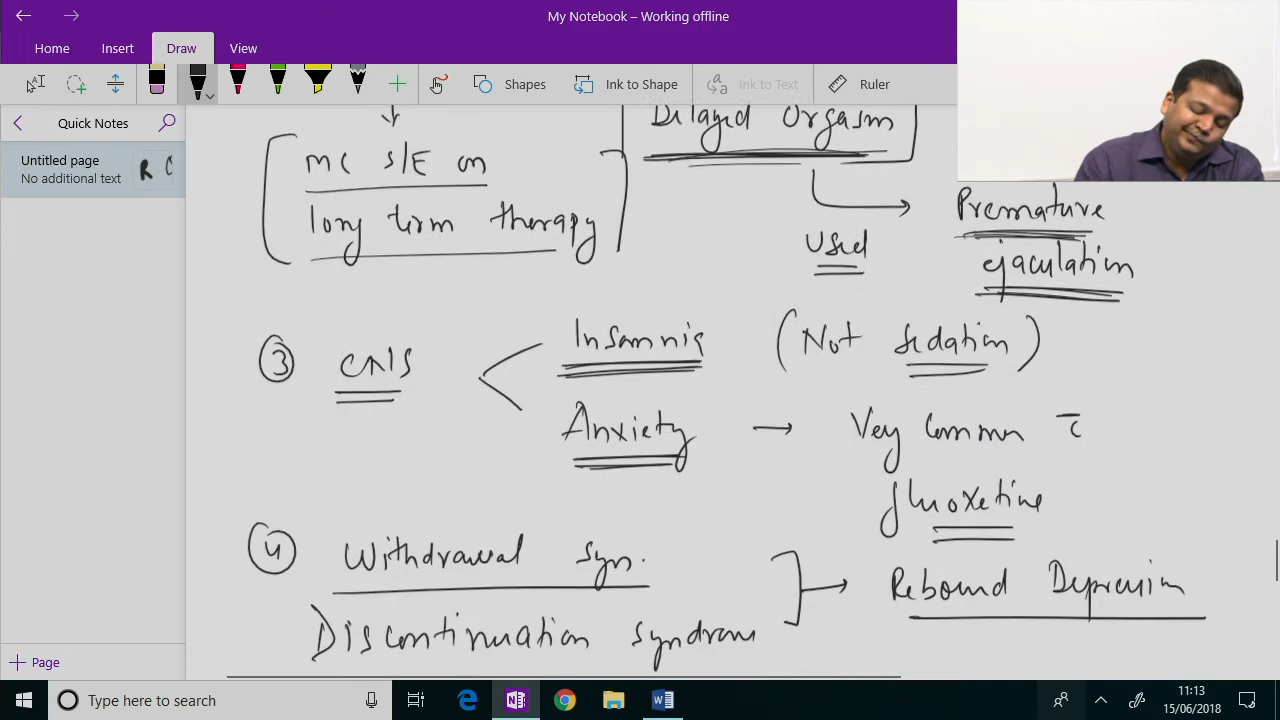 My Notebook – Working offline
Home Insert Draw View
Shapes Ink to Shape Ink to Text Ruler
Quick Notes
Untitled page
No additional text
R
Delayed Orgasm
MC S/E on
long term therapy
Used
Premature
ejaculation
③ CNS
Insomnia (Not sedation)
Anxiety → Very Common c̄
fluoxetine
④ Withdrawal syn.
Discontinuation syndrome
→ Rebound Depression
+ Page
Type here to search
11:13
15/06/2018